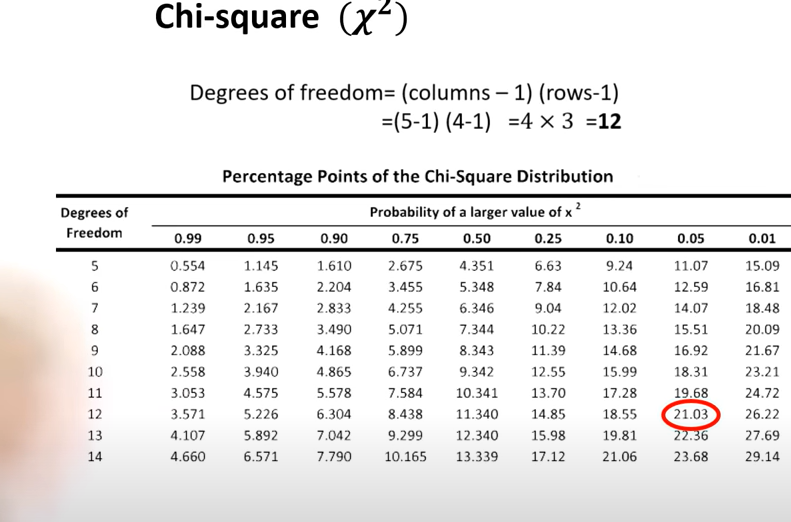 Chi-square (χ²)
Degrees of freedom= (columns – 1) (rows-1)
=(5-1) (4-1) =4 × 3 =12
Percentage Points of the Chi-Square Distribution
Degrees of Freedom Probability of a larger value of x ²
0.99 0.95 0.90 0.75 0.50 0.25 0.10 0.05 0.01
5 0.554 1.145 1.610 2.675 4.351 6.63 9.24 11.07 15.09
6 0.872 1.635 2.204 3.455 5.348 7.84 10.64 12.59 16.81
7 1.239 2.167 2.833 4.255 6.346 9.04 12.02 14.07 18.48
8 1.647 2.733 3.490 5.071 7.344 10.22 13.36 15.51 20.09
9 2.088 3.325 4.168 5.899 8.343 11.39 14.68 16.92 21.67
10 2.558 3.940 4.865 6.737 9.342 12.55 15.99 18.31 23.21
11 3.053 4.575 5.578 7.584 10.341 13.70 17.28 19.68 24.72
12 3.571 5.226 6.304 8.438 11.340 14.85 18.55 21.03 26.22
13 4.107 5.892 7.042 9.299 12.340 15.98 19.81 22.36 27.69
14 4.660 6.571 7.790 10.165 13.339 17.12 21.06 23.68 29.14